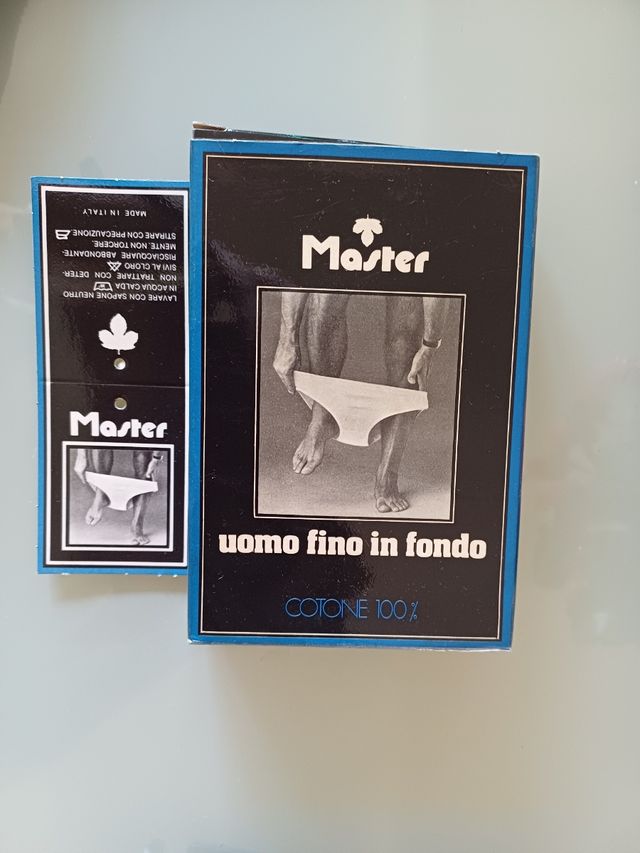 MADE IN ITALY
LAVARE CON SAPONE NEUTRO
IN ACQUA CALDA
NON TRATTARE CON DETER-
SIVI AL CLORO
RISCIACQUARE ABBONDANTE-
MENTE. NON TORCERE.
STIRARE CON PRECAUZIONE.
Master
Master
uomo fino in fondo
COTONE 100%